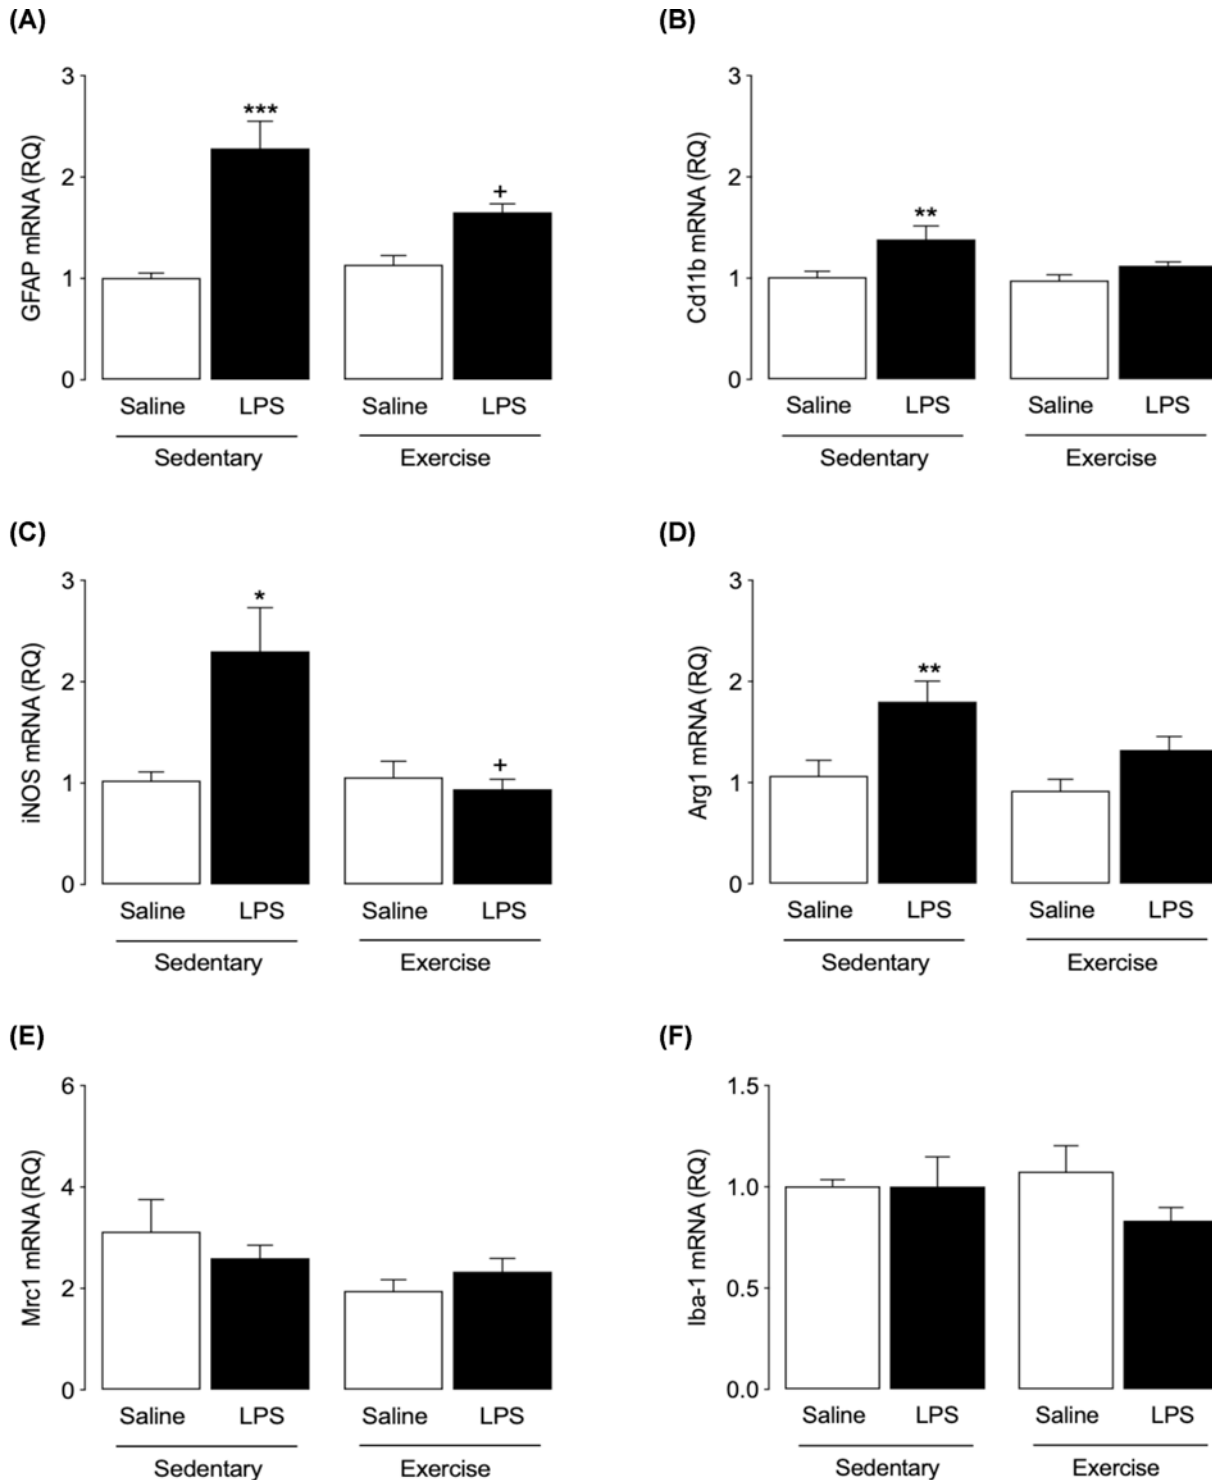 (A)
GFAP mRNA (RQ)
3
2
1
0
***
+
Saline LPS Saline LPS
Sedentary Exercise
(B)
Cd11b mRNA (RQ)
3
2
1
0
**
Saline LPS Saline LPS
Sedentary Exercise
(C)
iNOS mRNA (RQ)
3
2
1
0
*
+
Saline LPS Saline LPS
Sedentary Exercise
(D)
Arg1 mRNA (RQ)
3
2
1
0
**
Saline LPS Saline LPS
Sedentary Exercise
(E)
Mrc1 mRNA (RQ)
6
4
2
0
Saline LPS Saline LPS
Sedentary Exercise
(F)
Iba-1 mRNA (RQ)
1.5
1.0
0.5
0.0
Saline LPS Saline LPS
Sedentary Exercise